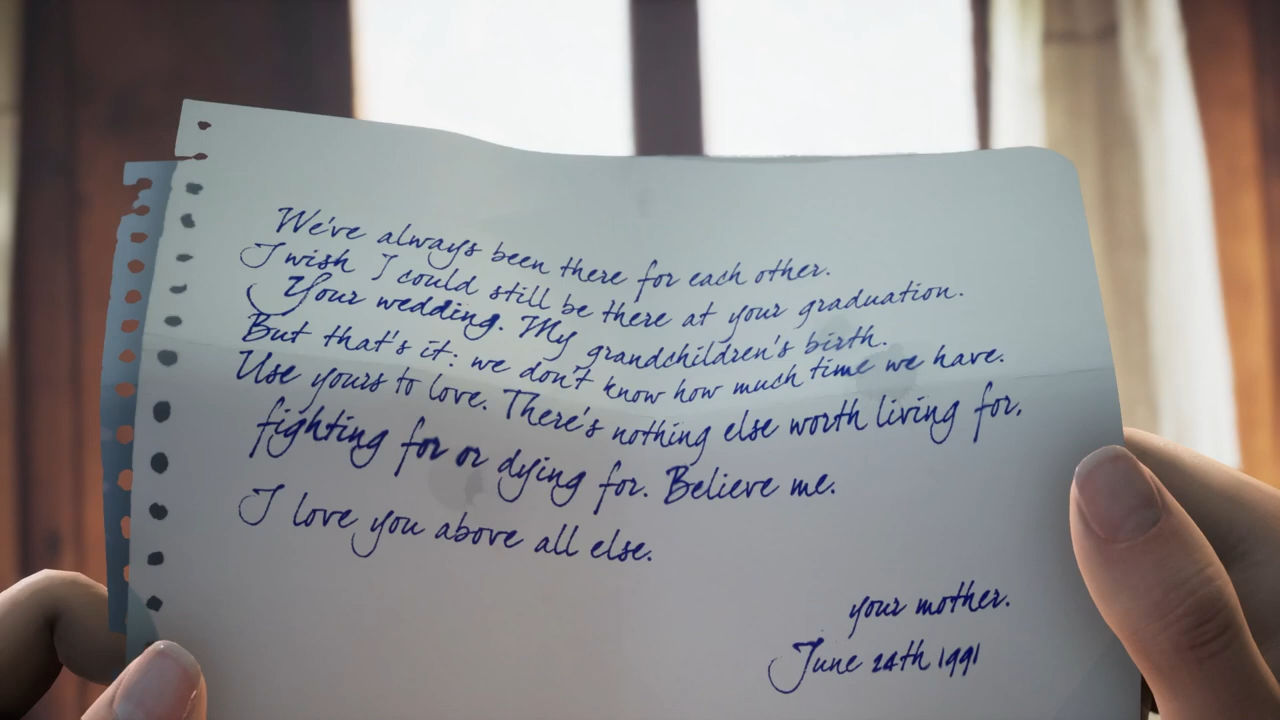 We've always been there for each other.
I wish I could still be there at your graduation.
Your wedding. My grandchildren's birth.
But that's it: we don't know how much time we have.
Use yours to love. There's nothing else worth living for,
fighting for or dying for. Believe me.
I love you above all else.
your mother.
June 24th 1991